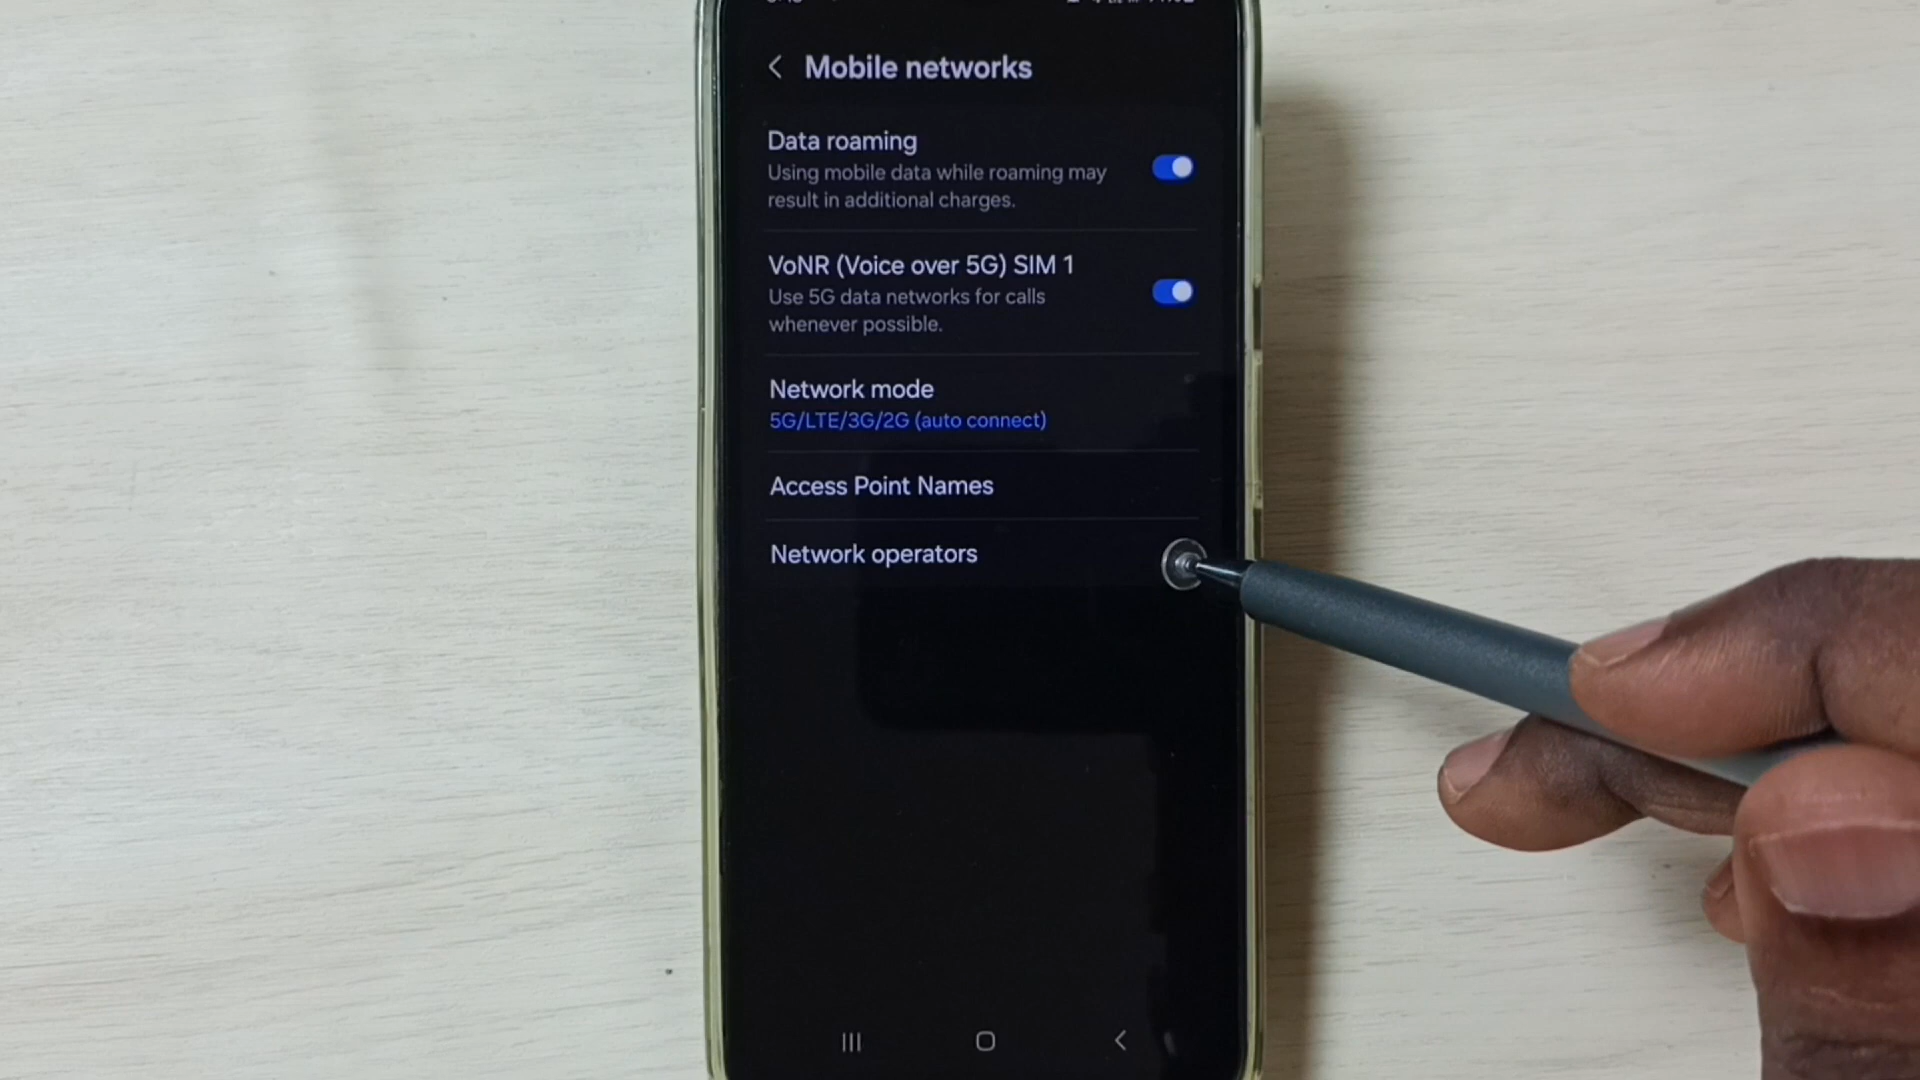 Mobile networks
Data roaming
Using mobile data while roaming may
result in additional charges.
VoNR (Voice over 5G) SIM 1
Use 5G data networks for calls
whenever possible.
Network mode
5G/LTE/3G/2G (auto connect)
Access Point Names
Network operators